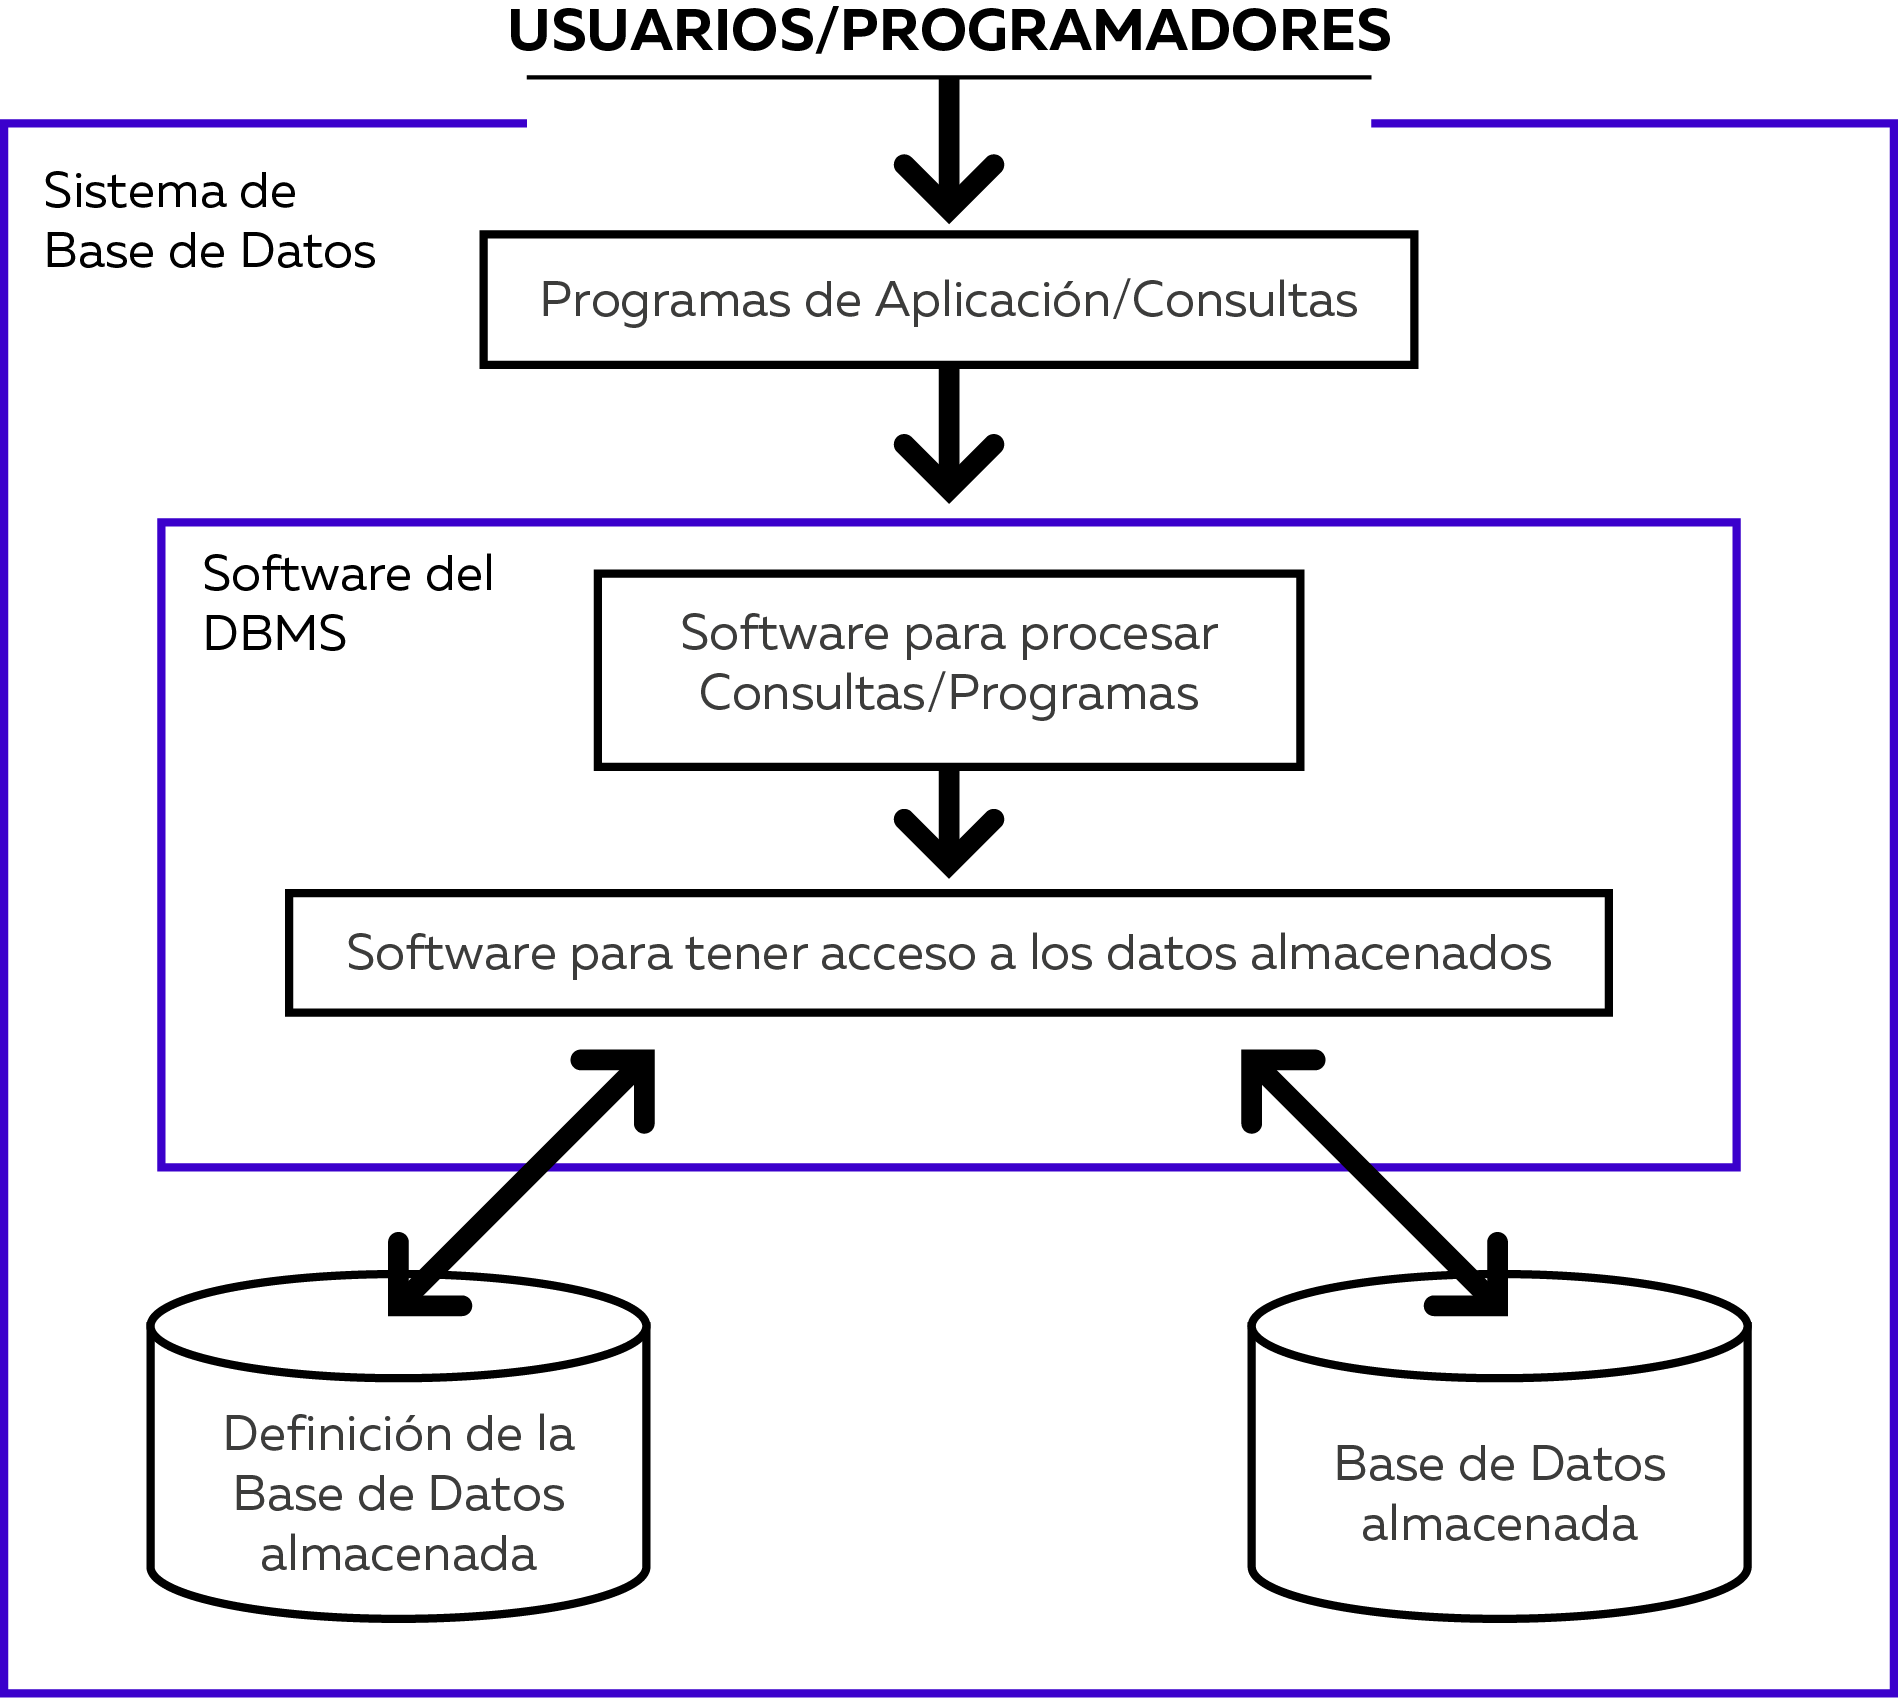 USUARIOS/PROGRAMADORES
Sistema de
Base de Datos
Programas de Aplicación/Consultas
Software del
DBMS
Software para procesar
Consultas/Programas
Software para tener acceso a los datos almacenados
Definición de la
Base de Datos
almacenada
Base de Datos
almacenada